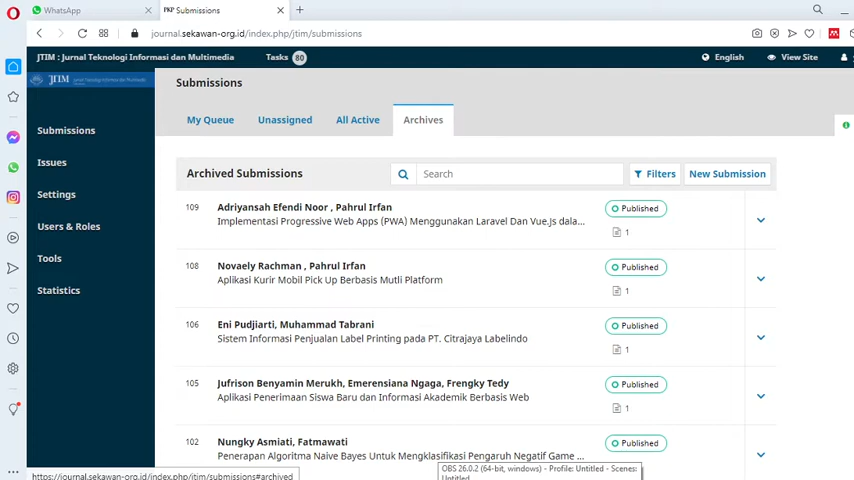 WhatsApp
PKP Submissions
journal.sekawan-org.id/index.php/jtim/submissions
JTIM : Jurnal Teknologi Informasi dan Multimedia
Tasks 80
English
View Site
JTIM
Submissions
Issues
Settings
Users & Roles
Tools
Statistics
Submissions
My Queue
Unassigned
All Active
Archives
Archived Submissions
Search
Filters
New Submission
109
Adriyansah Efendi Noor , Pahrul Irfan
Implementasi Progressive Web Apps (PWA) Menggunakan Laravel Dan Vue.Js dala...
Published
1
108
Novaely Rachman , Pahrul Irfan
Aplikasi Kurir Mobil Pick Up Berbasis Mutli Platform
Published
1
106
Eni Pudjiarti, Muhammad Tabrani
Sistem Informasi Penjualan Label Printing pada PT. Citrajaya Labelindo
Published
1
105
Jufrison Benyamin Merukh, Emerensiana Ngaga, Frengky Tedy
Aplikasi Penerimaan Siswa Baru dan Informasi Akademik Berbasis Web
Published
1
102
Nungky Asmiati, Fatmawati
Penerapan Algoritma Naive Bayes Untuk Mengklasifikasi Pengaruh Negatif Game ...
Published
OBS 26.0.2 (64-bit, windows) - Profile: Untitled - Scenes:
Untitled
https://journal.sekawan-org.id/index.php/jtim/submissions#archived